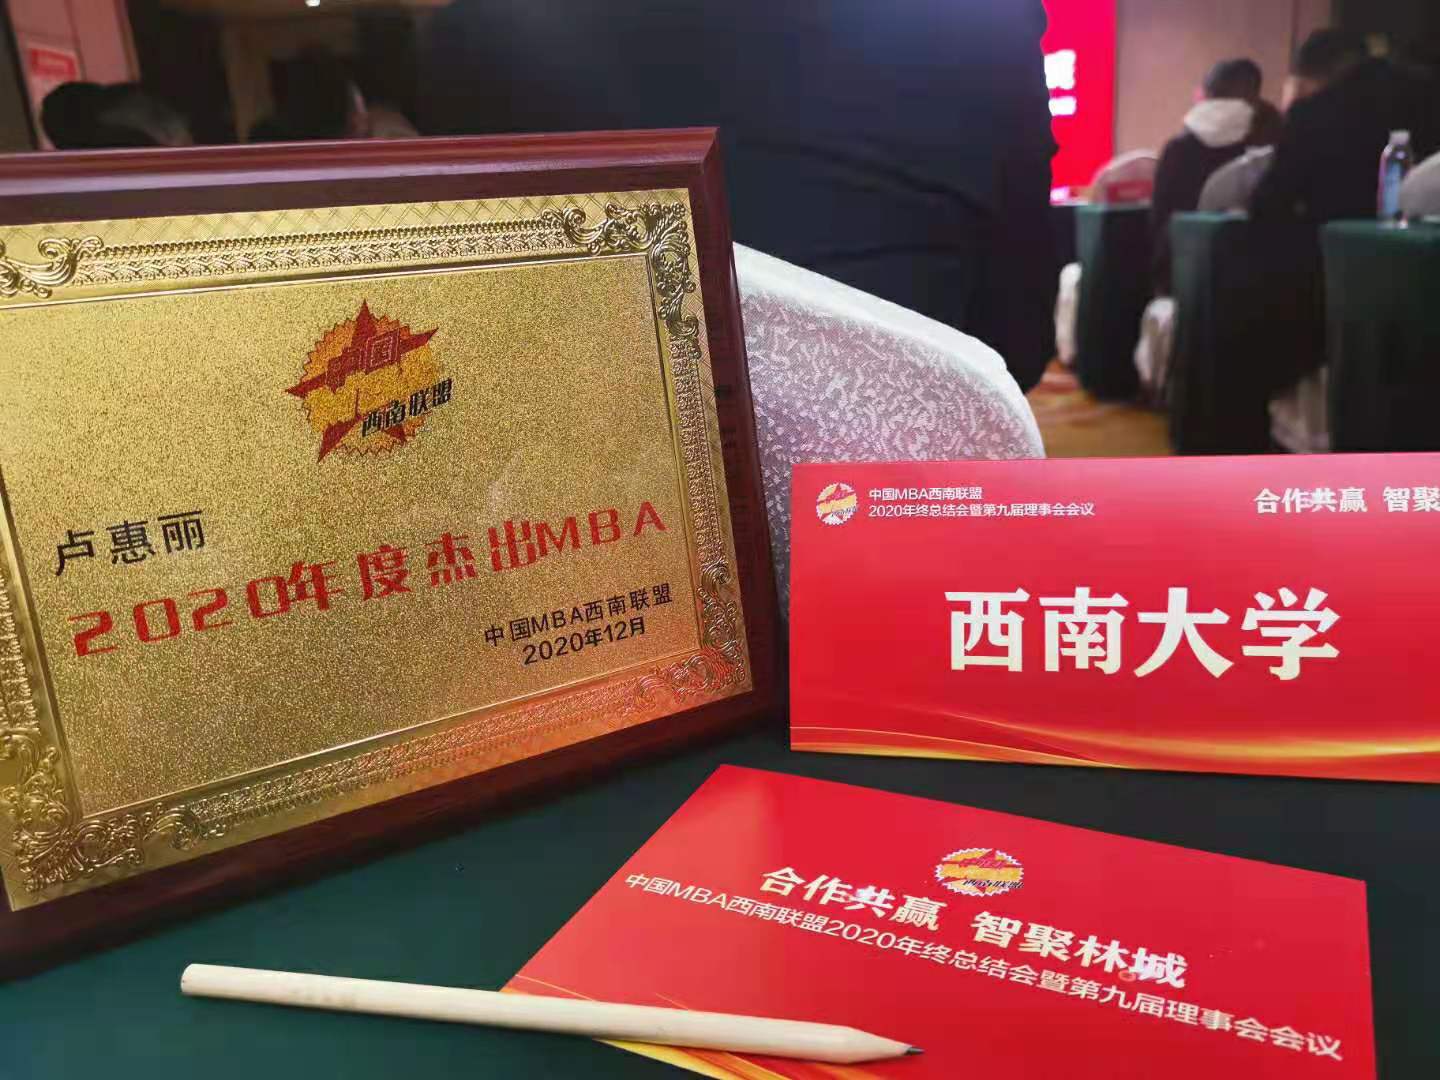 中国
西南联盟
卢惠丽
2020年度杰出MBA
中国MBA西南联盟
2020年12月
中国MBA西南联盟
2020年终总结会暨第九届理事会会议
合作共赢 智聚
西南大学
西南联盟
合作共赢 智聚林城
中国MBA西南联盟2020年终总结会暨第九届理事会会议